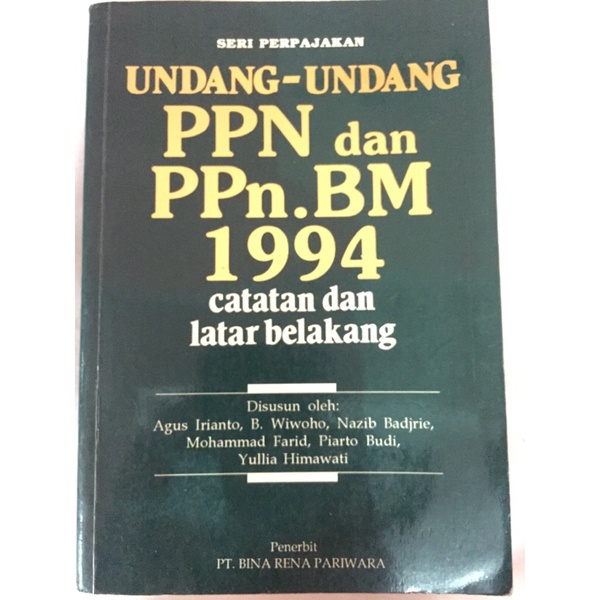 SERI PERPAJAKAN
UNDANG-UNDANG
PPN dan
PPn.BM
1994
catatan dan
latar belakang
Disusun oleh:
Agus Irianto, B. Wiwoho, Nazib Badjrie,
Mohammad Farid, Piarto Budi,
Yullia Himawati
Penerbit
PT. BINA RENA PARIWARA